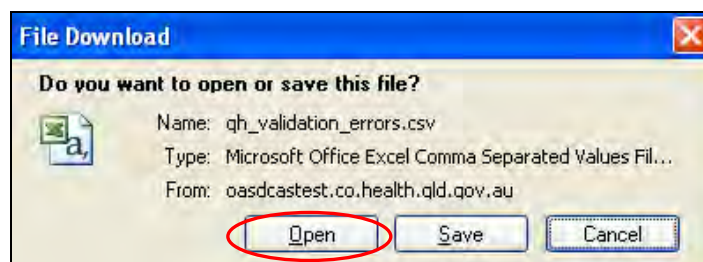 File Download
Do you want to open or save this file?
Name: qh_validation_errors.csv
Type: Microsoft Office Excel Comma Separated Values Fil...
From: oasdcastest.co.health.qld.gov.au
Open Save Cancel